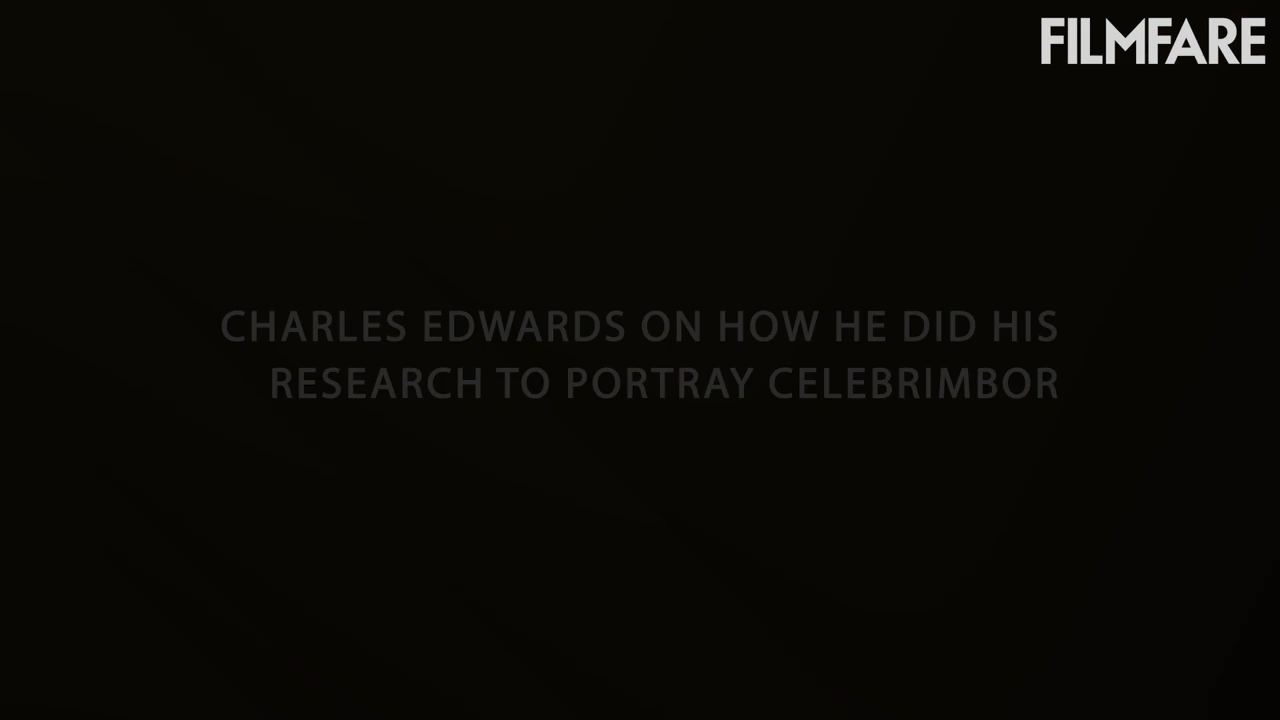 FILMFARE
CHARLES EDWARDS ON HOW HE DID HIS
RESEARCH TO PORTRAY CELEBRIMBOR